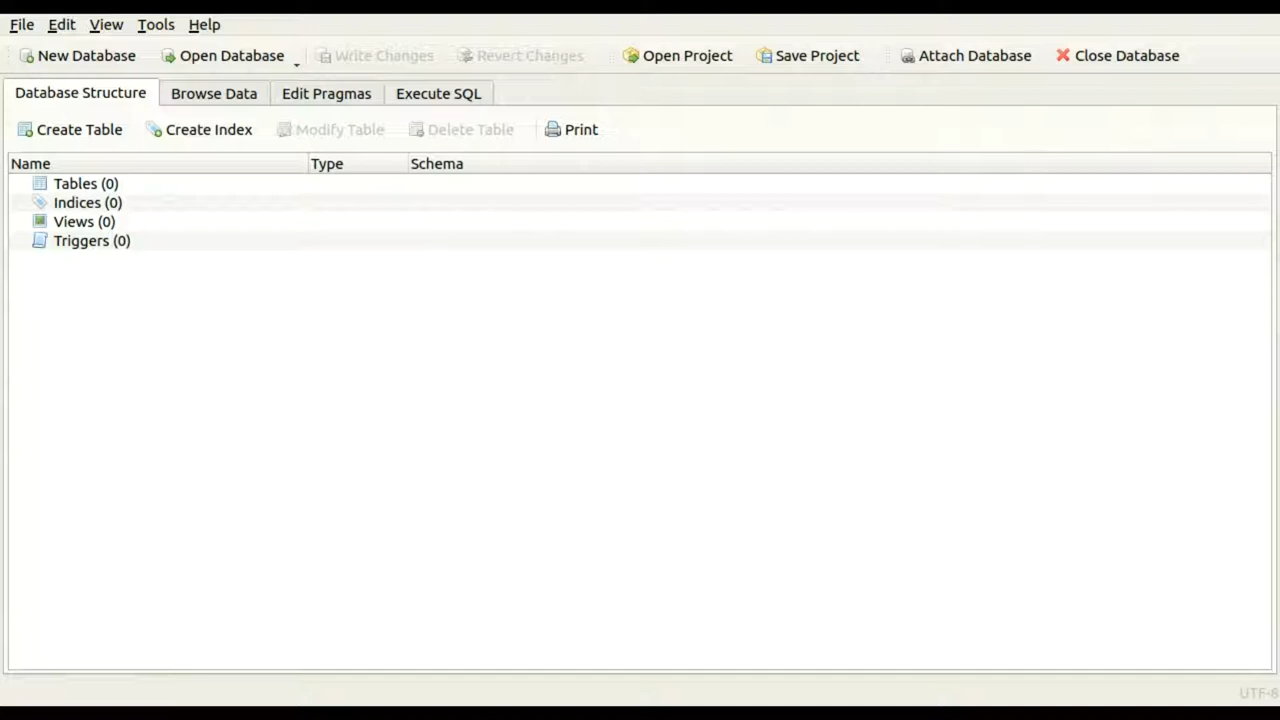 File Edit View Tools Help
New Database Open Database Write Changes Revert Changes Open Project Save Project Attach Database Close Database
Database Structure Browse Data Edit Pragmas Execute SQL
Create Table Create Index Modify Table Delete Table Print
Name Type Schema
Tables (0)
Indices (0)
Views (0)
Triggers (0)
UTF-8